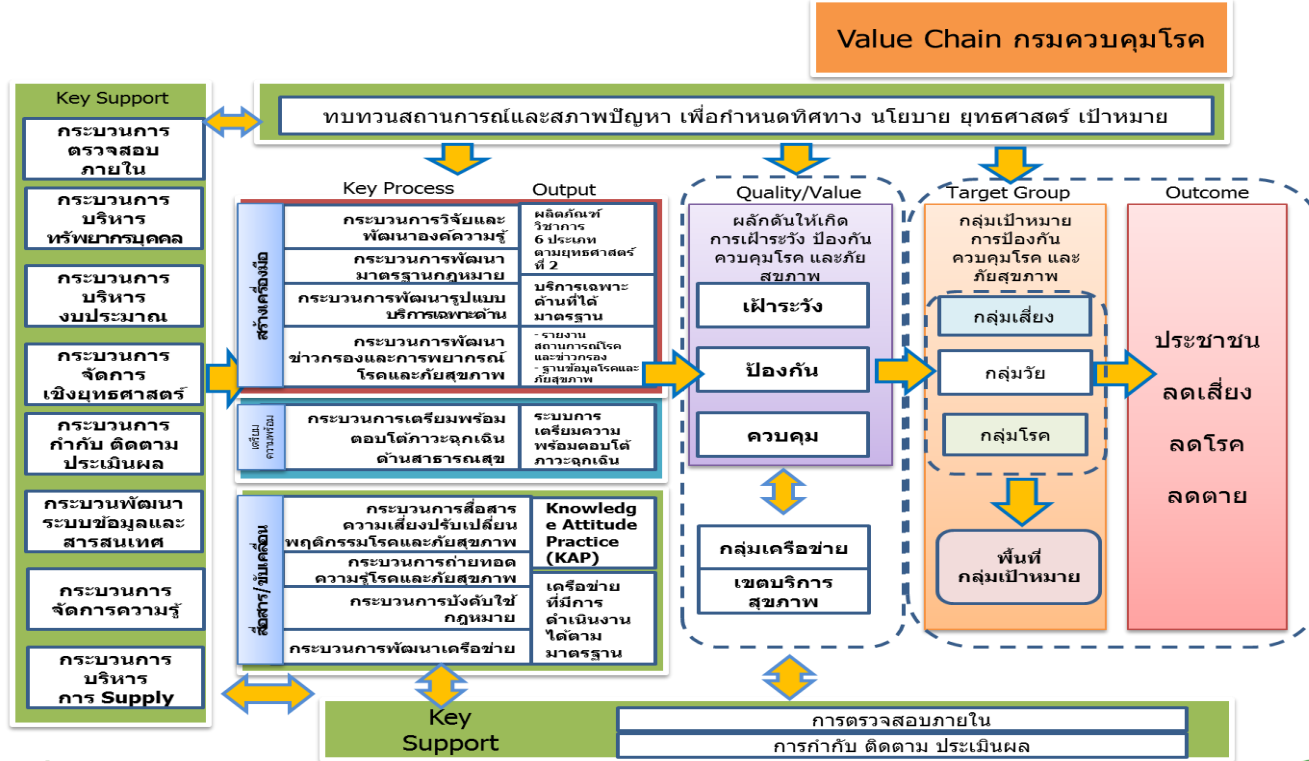 Value Chain กรมควบคุมโรค
Key Support
กระบวนการ
ตรวจสอบ
ภายใน
กระบวนการ
บริหาร
ทรัพยากรบุคคล
กระบวนการ
บริหาร
งบประมาณ
กระบวนการ
จัดการ
เชิงยุทธศาสตร์
กระบวนการ
กำกับ ติดตาม
ประเมินผล
กระบวนพัฒนา
ระบบข้อมูลและ
สารสนเทศ
กระบวนการ
จัดการความรู้
กระบวนการ
บริหาร
การ Supply
ทบทวนสถานการณ์และสภาพปัญหา เพื่อกำหนดทิศทาง นโยบาย ยุทธศาสตร์ เป้าหมาย
Key Process
Output
สร้างเครื่องมือ
กระบวนการวิจัยและ
พัฒนาองค์ความรู้
กระบวนการพัฒนา
มาตรฐานกฎหมาย
กระบวนการพัฒนารูปแบบ
บริการเฉพาะด้าน
กระบวนการพัฒนา
ข่าวกรองและการพยากรณ์
โรคและภัยสุขภาพ
ผลิตภัณฑ์
วิชาการ
6 ประเภท
ตามยุทธศาสตร์
ที่ 2
บริการเฉพาะ
ด้านที่ได้
มาตรฐาน
- รายงาน
สถานการณ์โรค
และข่าวกรอง
- ฐานข้อมูลโรคและ
ภัยสุขภาพ
เตรียม
ความพร้อม
กระบวนการเตรียมพร้อม
ตอบโต้ภาวะฉุกเฉิน
ด้านสาธารณสุข
ระบบการ
เตรียมความ
พร้อมตอบโต้
ภาวะฉุกเฉิน
สื่อสาร/ขับเคลื่อน
กระบวนการสื่อสาร
ความเสี่ยงปรับเปลี่ยน
พฤติกรรมโรคและภัยสุขภาพ
กระบวนการถ่ายทอด
ความรู้โรคและภัยสุขภาพ
กระบวนการบังคับใช้
กฎหมาย
กระบวนการพัฒนาเครือข่าย
Knowledg
e Attitude
Practice
(KAP)
เครือข่าย
ที่มีการ
ดำเนินงาน
ได้ตาม
มาตรฐาน
Quality/Value
ผลักดันให้เกิด
การเฝ้าระวัง ป้องกัน
ควบคุมโรค และภัย
สุขภาพ
เฝ้าระวัง
ป้องกัน
ควบคุม
กลุ่มเครือข่าย
เขตบริการ
สุขภาพ
Target Group
กลุ่มเป้าหมาย
การป้องกัน
ควบคุมโรค และ
ภัยสุขภาพ
กลุ่มเสี่ยง
กลุ่มวัย
กลุ่มโรค
พื้นที่
กลุ่มเป้าหมาย
Outcome
ประชาชน
ลดเสี่ยง
ลดโรค
ลดตาย
Key
Support
การตรวจสอบภายใน
การกำกับ ติดตาม ประเมินผล